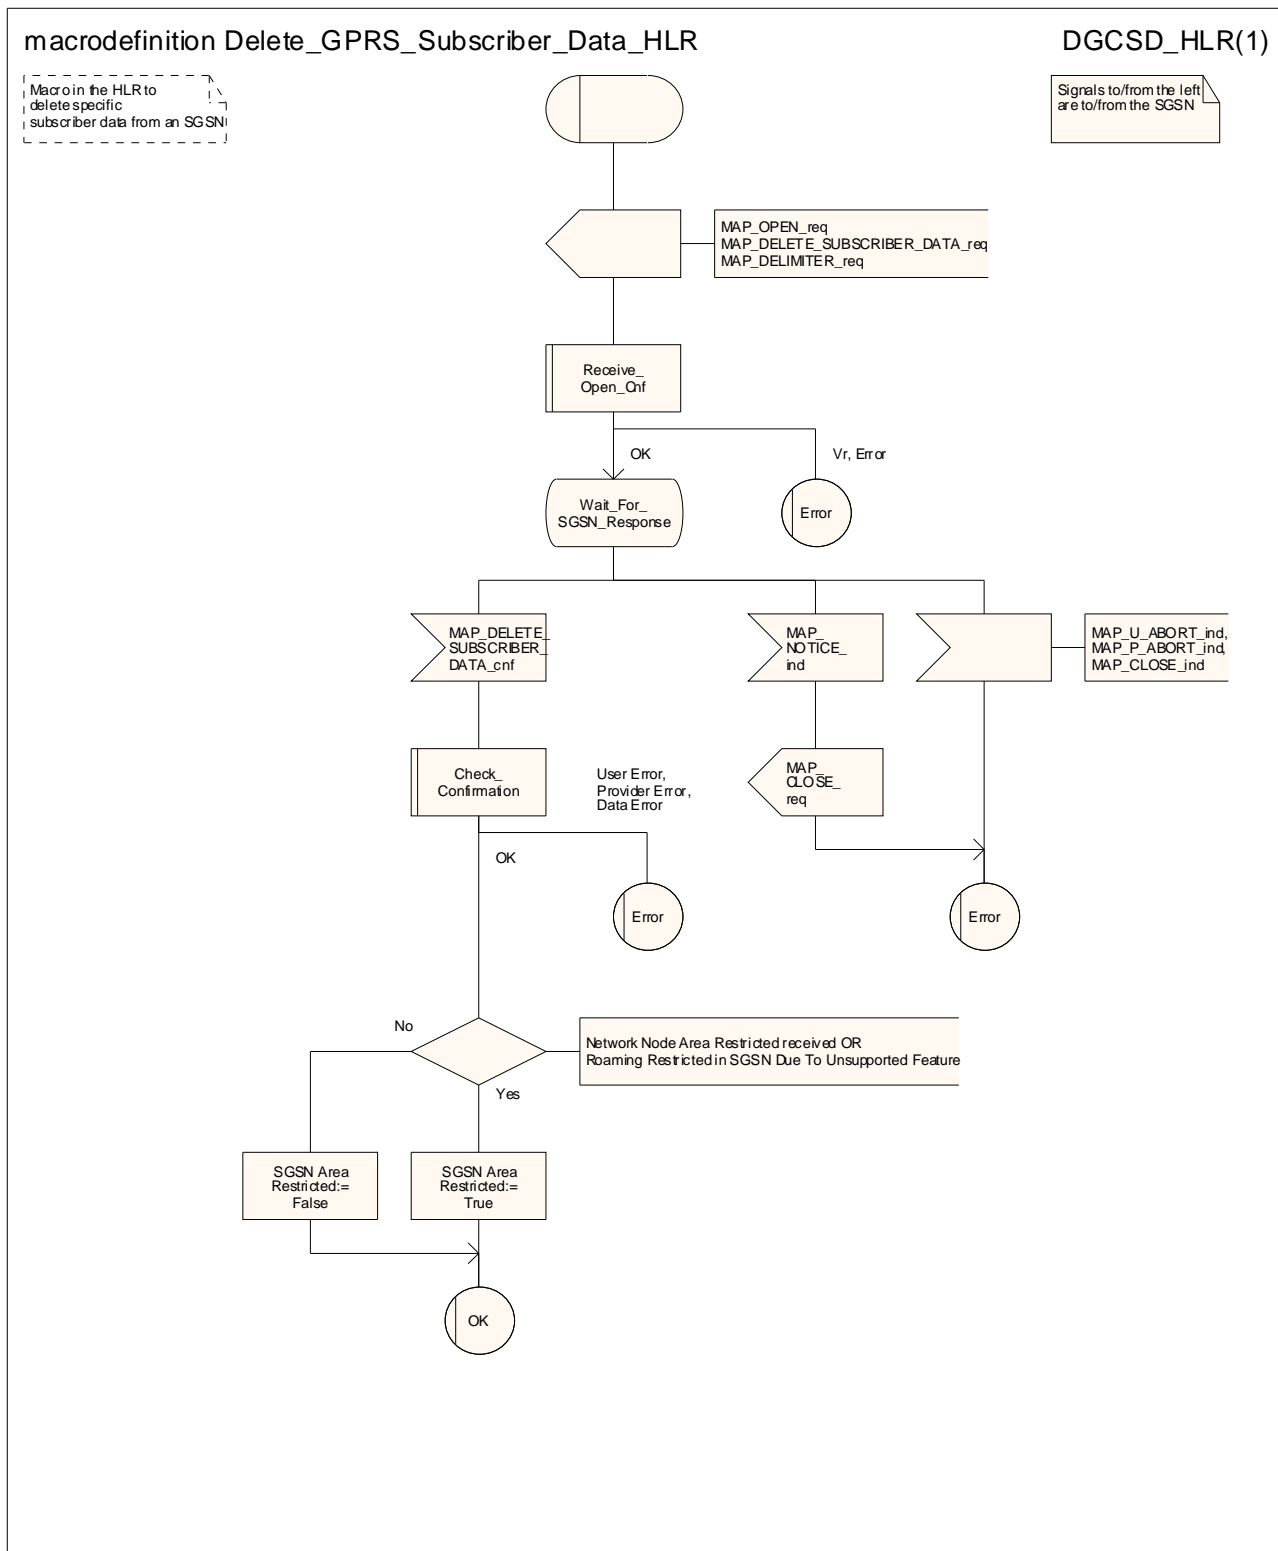 macrodefinition Delete_GPRS_Subscriber_Data_HLR
DGCSD_HLR(1)
Macro in the HLR to
delete specific
subscriber data from an SGSN
Signals to/from the left
are to/from the SGSN
MAP_OPEN_req
MAP_DELETE_SUBSCRIBER_DATA_req
MAP_DELIMITER_req
Receive_
Open_Cnf
OK
Vr, Error
Wait_For_
SGSN_Response
Error
MAP_DELETE_
SUBSCRIBER_
DATA_cnf
MAP_
NOTICE_
ind
MAP_U_ABORT_ind,
MAP_P_ABORT_ind,
MAP_CLOSE_ind
Check_
Confirmation
User Error,
Provider Error,
Data Error
MAP_
CLOSE_
req
OK
Error
Error
No
Network Node Area Restricted received OR
Roaming Restricted in SGSN Due To Unsupported Feature
Yes
SGSN Area
Restricted:=
False
SGSN Area
Restricted:=
True
OK